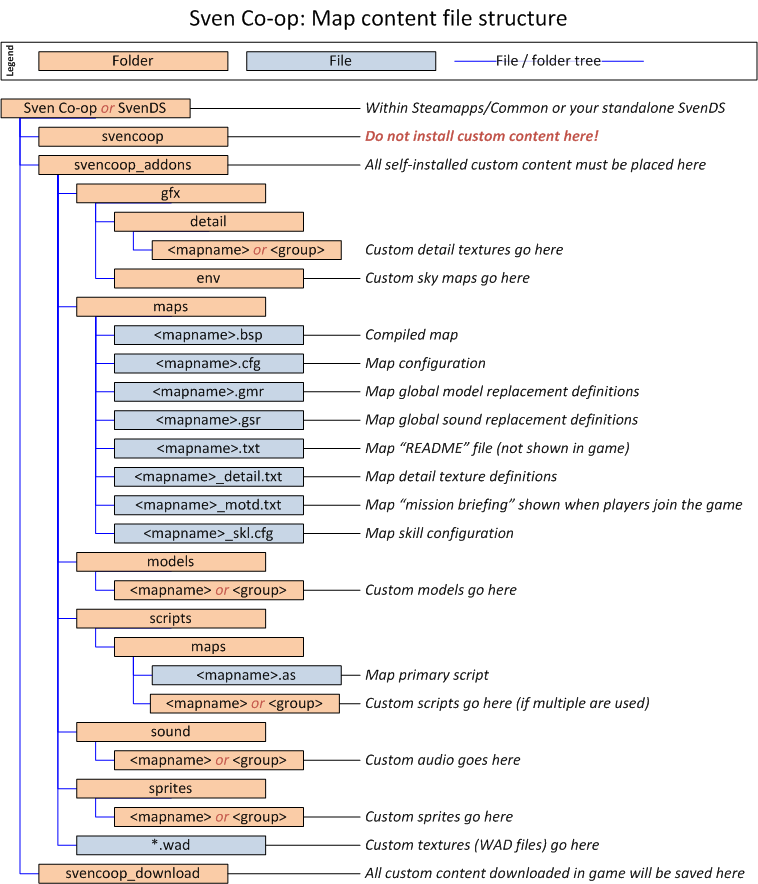 Sven Co-op: Map content file structure
Legend
Folder
File
File / folder tree
Sven Co-op or SvenDS
Within Steamapps/Common or your standalone SvenDS
svencoop
Do not install custom content here!
svencoop_addons
All self-installed custom content must be placed here
gfx
detail
<mapname> or <group>
Custom detail textures go here
env
Custom sky maps go here
maps
<mapname>.bsp
Compiled map
<mapname>.cfg
Map configuration
<mapname>.gmr
Map global model replacement definitions
<mapname>.gsr
Map global sound replacement definitions
<mapname>.txt
Map “README” file (not shown in game)
<mapname>_detail.txt
Map detail texture definitions
<mapname>_motd.txt
Map “mission briefing” shown when players join the game
<mapname>_skl.cfg
Map skill configuration
models
<mapname> or <group>
Custom models go here
scripts
maps
<mapname>.as
Map primary script
<mapname> or <group>
Custom scripts go here (if multiple are used)
sound
<mapname> or <group>
Custom audio goes here
sprites
<mapname> or <group>
Custom sprites go here
*.wad
Custom textures (WAD files) go here
svencoop_download
All custom content downloaded in game will be saved here